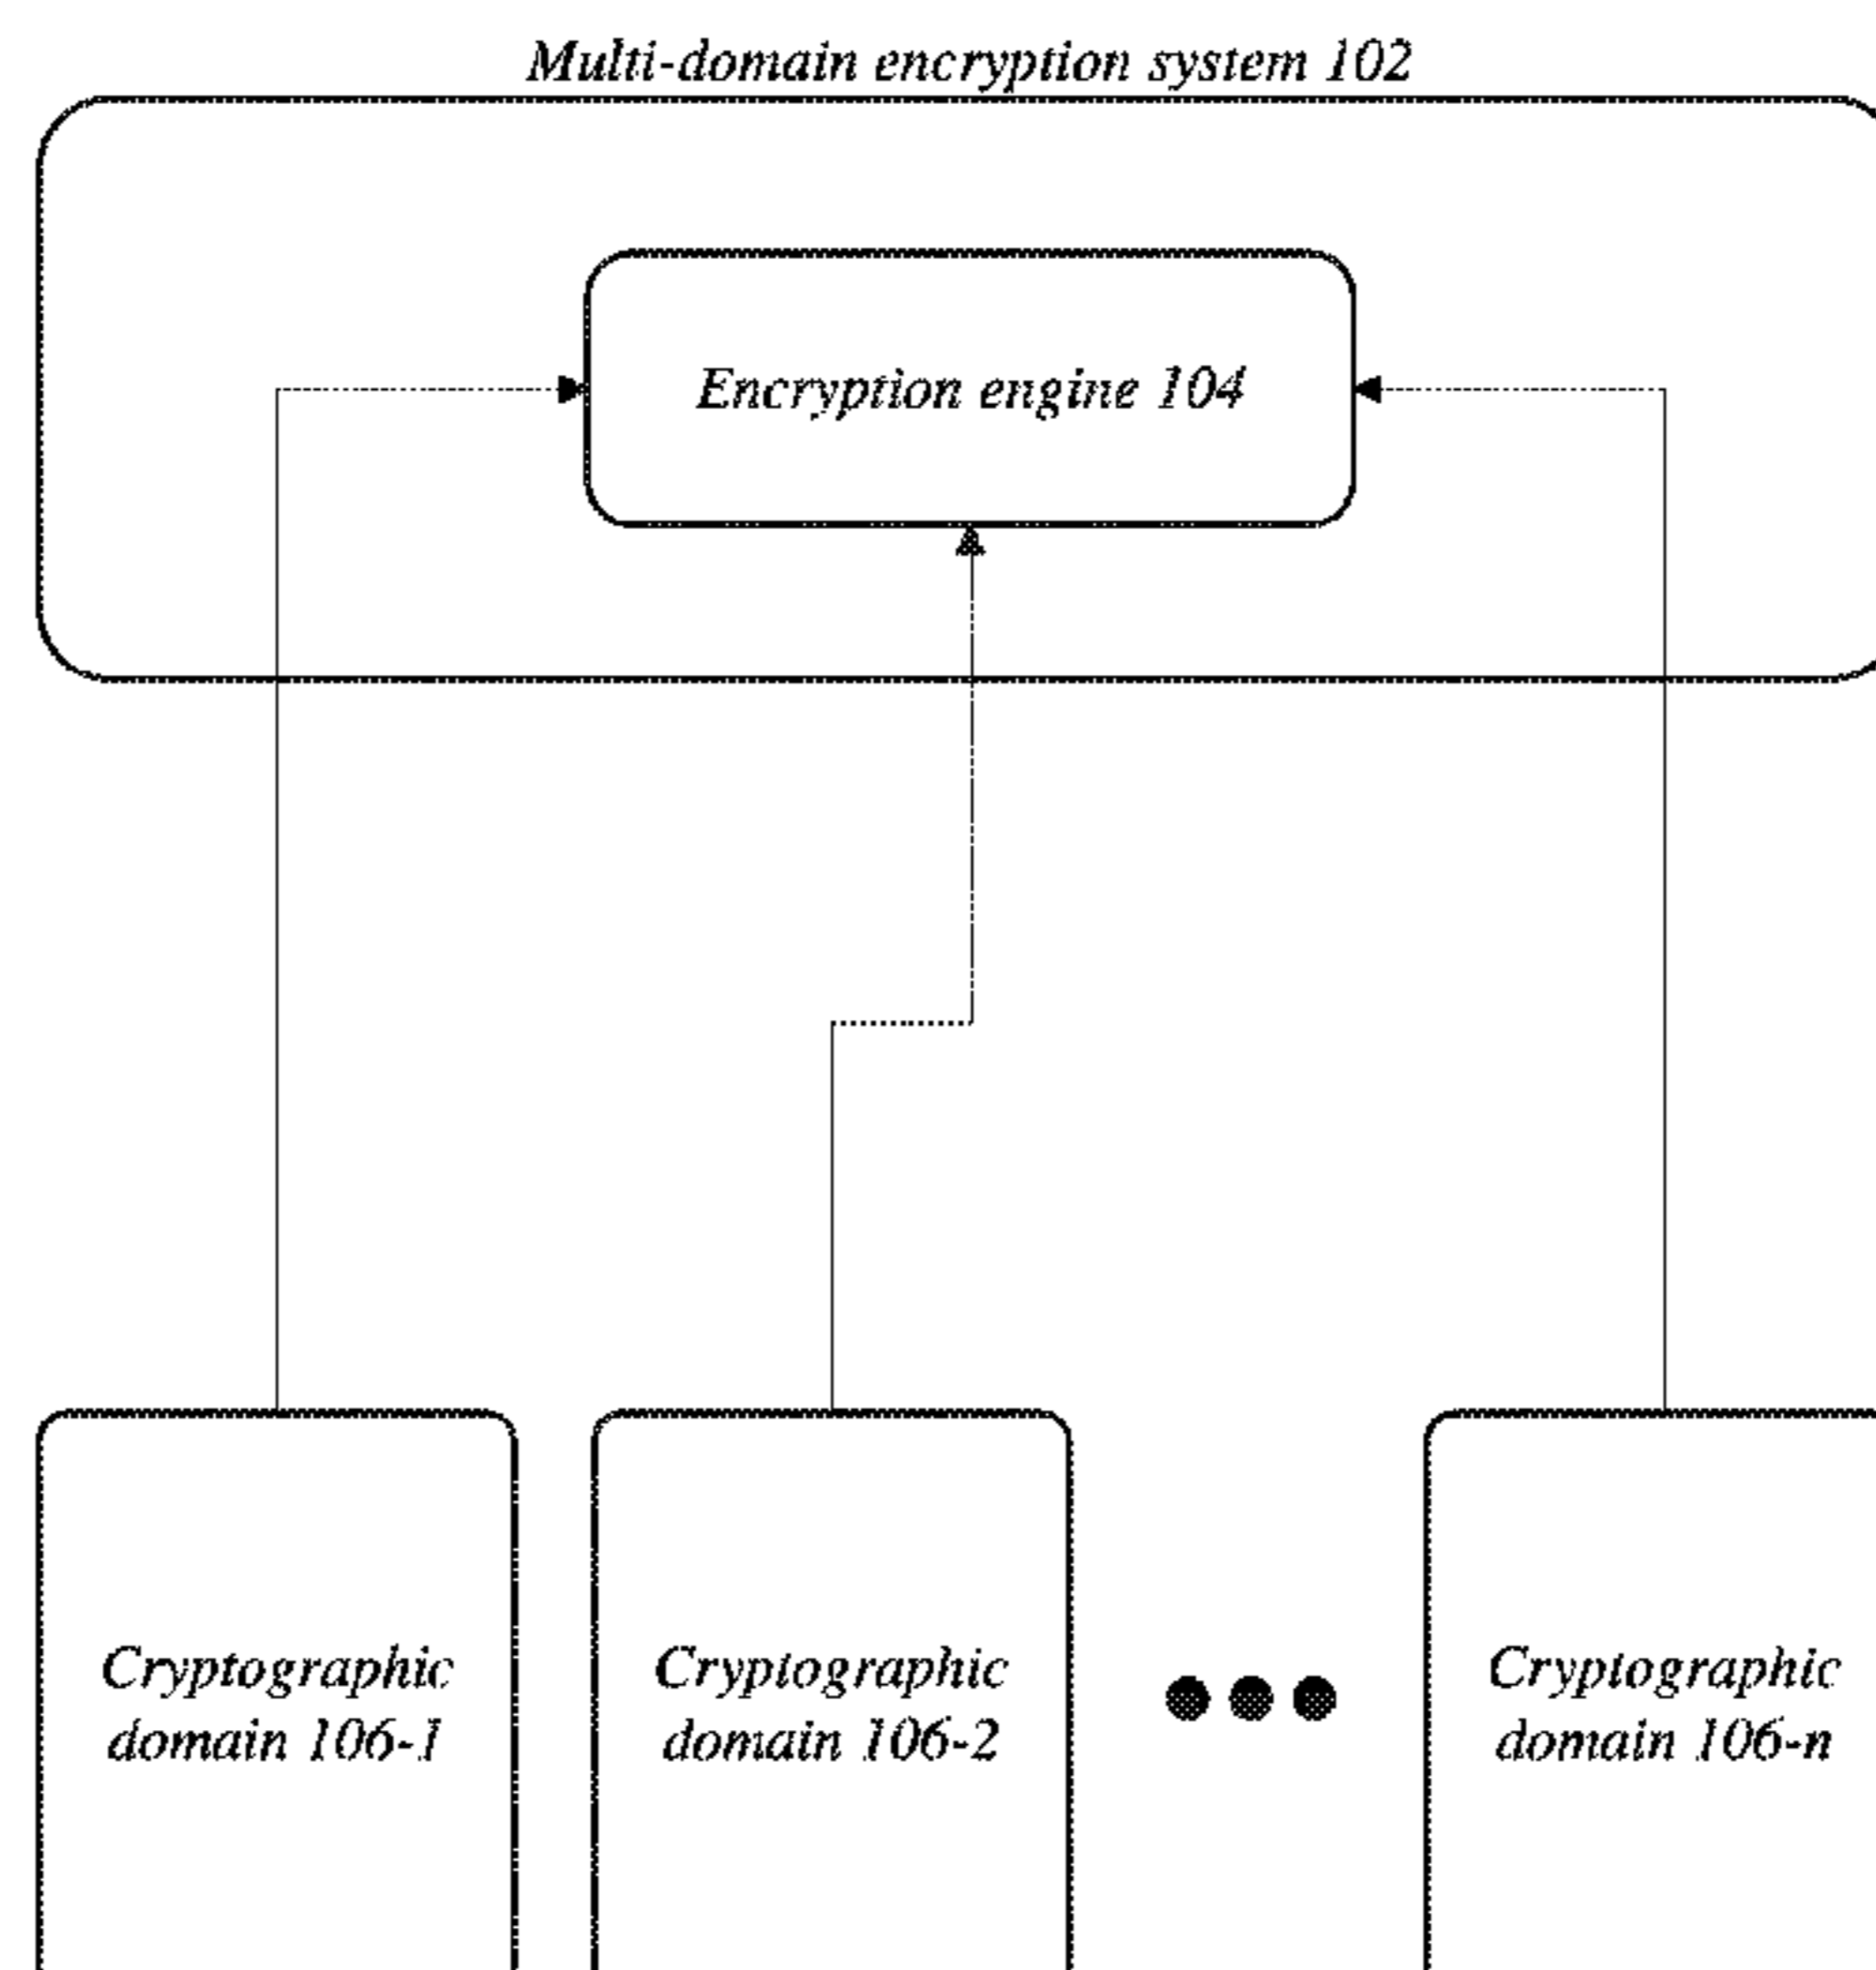 Multi-domain encryption system 102
Encryption engine 104
Cryptographic
domain 106-1
Cryptographic
domain 106-2
Cryptographic
domain 106-n